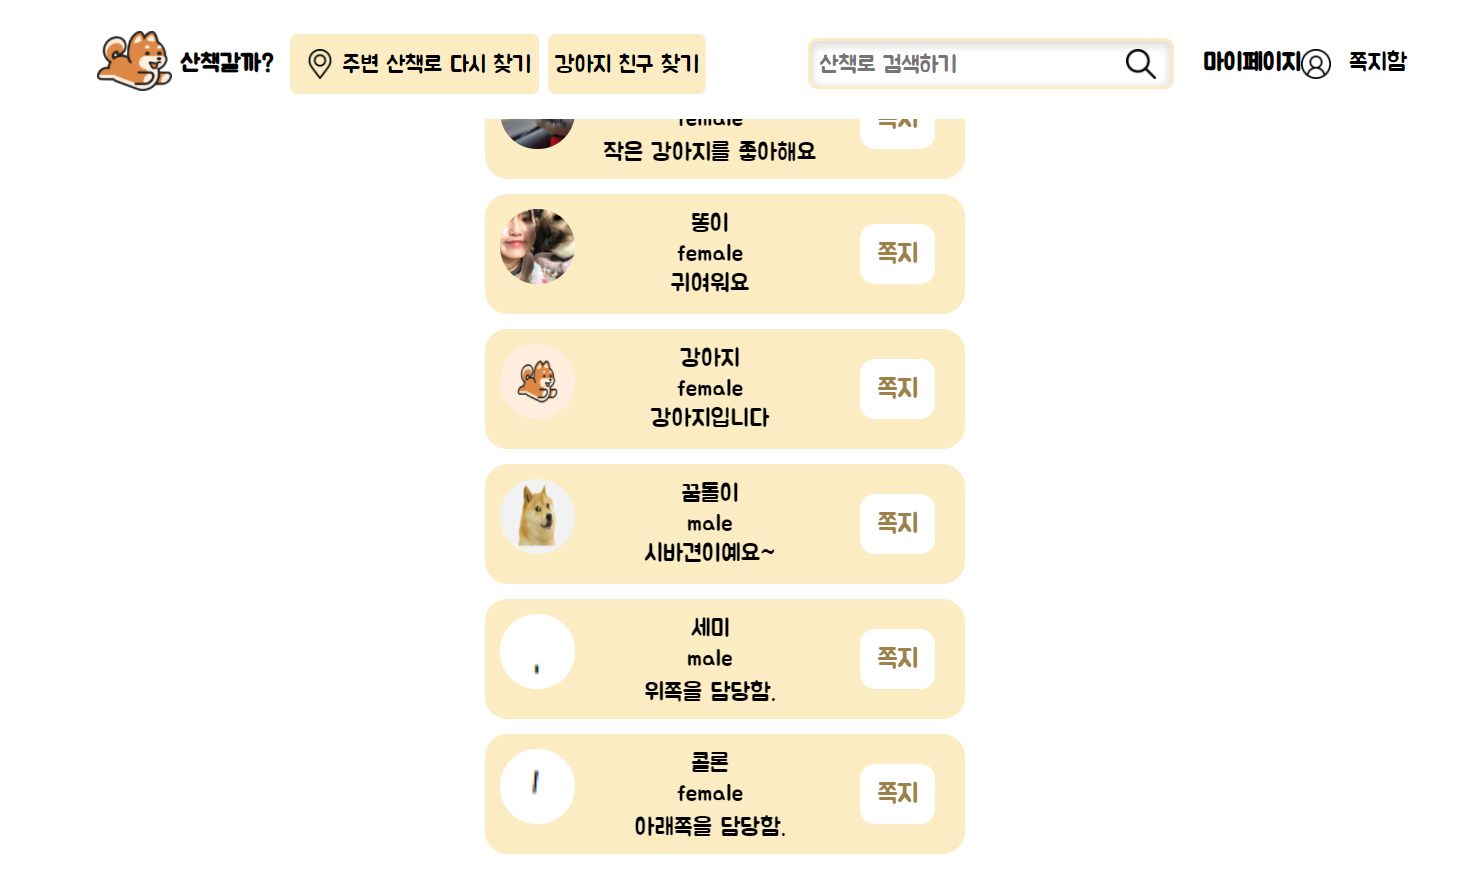 산책갈까?
주변 산책로 다시 찾기
강아지 친구 찾기
산책로 검색하기
마이페이지
쪽지함
female
쪽지
작은 강아지를 좋아해요
똥이
female
귀여워요
쪽지
강아지
female
강아지입니다
쪽지
꿈돌이
male
시바견이예요~
쪽지
세미
male
위쪽을 담당함.
쪽지
콜론
female
아래쪽을 담당함.
쪽지